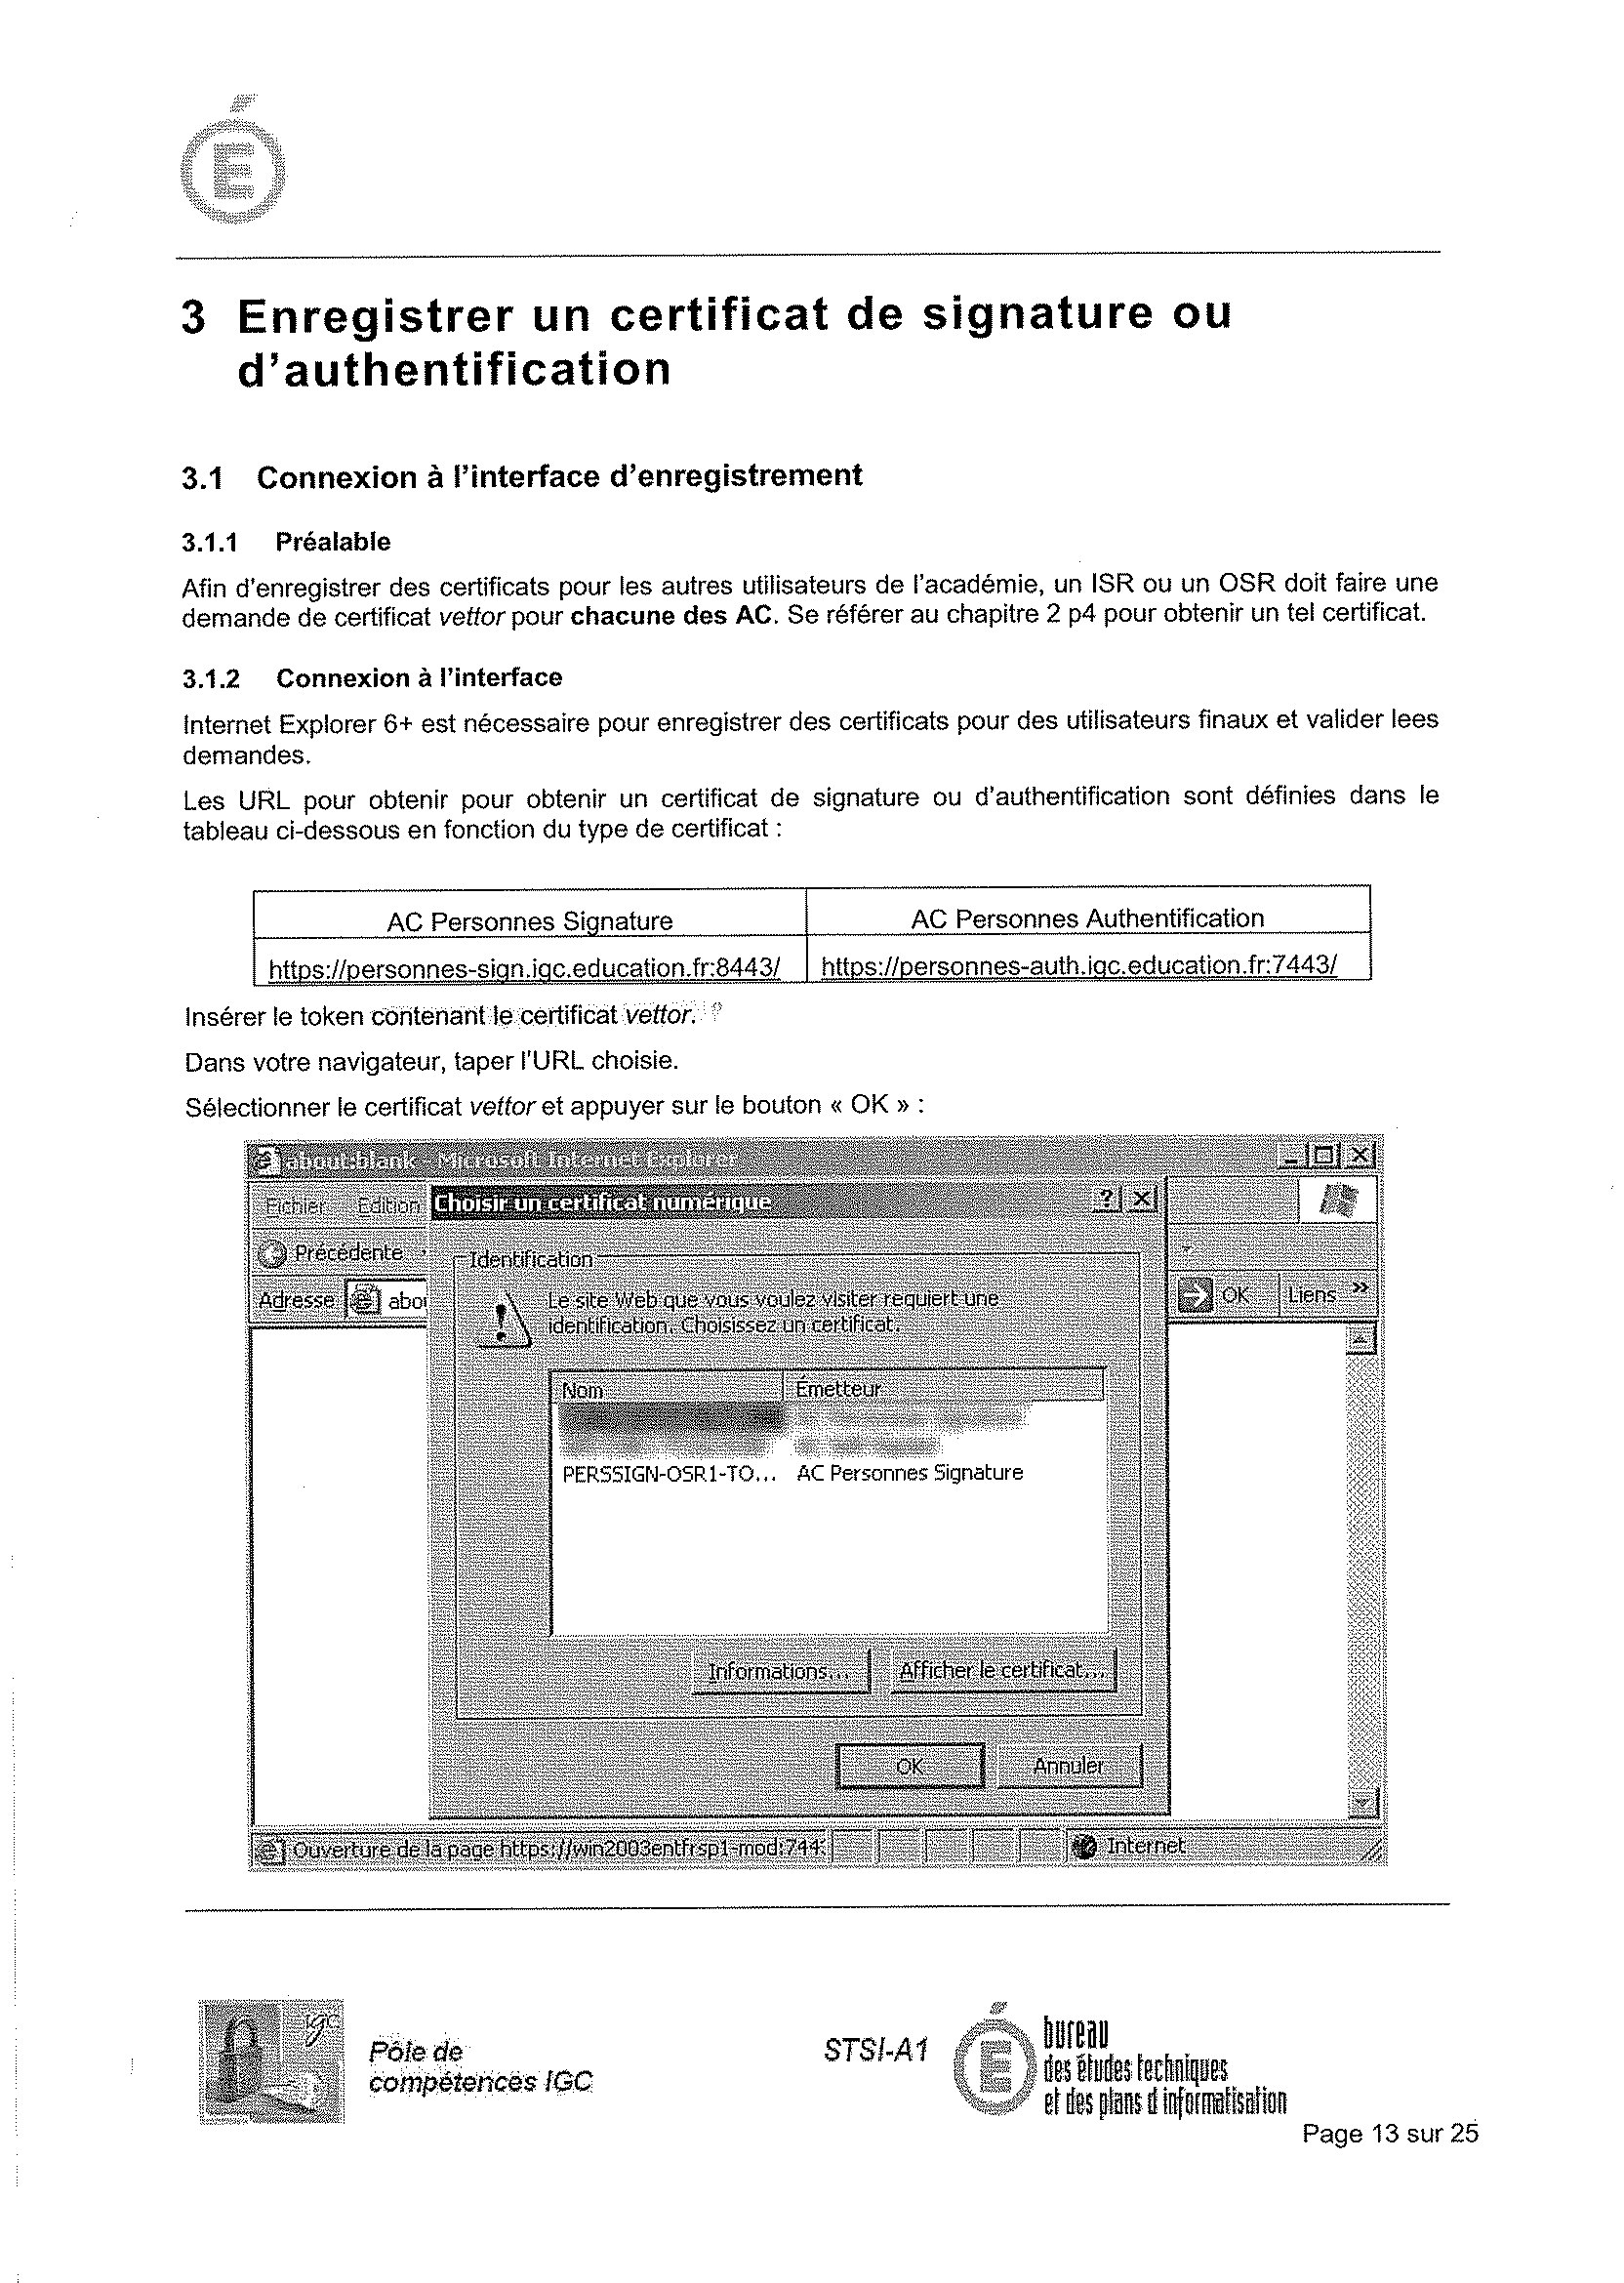 É
3 Enregistrer un certificat de signature ou
d'authentification
3.1 Connexion à l'interface d'enregistrement
3.1.1 Préalable
Afin d'enregistrer des certificats pour les autres utilisateurs de l'académie, un ISR ou un OSR doit faire une
demande de certificat vettor pour chacune des AC. Se référer au chapitre 2 p4 pour obtenir un tel certificat.
3.1.2 Connexion à l'interface
Internet Explorer 6+ est nécessaire pour enregistrer des certificats pour des utilisateurs finaux et valider lees
demandes.
Les URL pour obtenir pour obtenir un certificat de signature ou d'authentification sont définies dans le
tableau ci-dessous en fonction du type de certificat :
AC Personnes Signature AC Personnes Authentification
https://personnes-sign.igc.education.fr:8443/ https://personnes-auth.igc.education.fr:7443/
Insérer le token contenant le certificat vettor.
Dans votre navigateur, taper l'URL choisie.
Sélectionner le certificat vettor et appuyer sur le bouton « OK » :
about:blank - Microsoft Internet Explorer
Fichier Edition Choisir un certificat numérique
Précédente
Identification
Adresse abo OK Liens »
Le site Web que vous voulez visiter requiert une
identification. Choisissez un certificat.
Nom Émetteur
PERSSIGN-OSR1-TO... AC Personnes Signature
Informations... Afficher le certificat...
OK Annuler
Ouverture de la page https://win2003entfrsp1-mod:744 Internet
igc
Pôle de
compétences IGC
STSI-A1
É
bureau
des études techniques
et des plans d informatisation
Page 13 sur 25